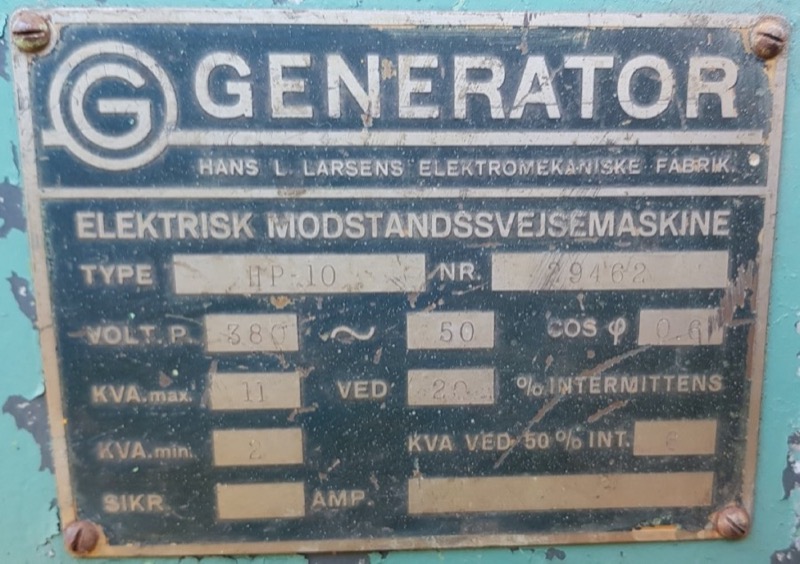 G GENERATOR
HANS L. LARSENS ELEKTROMEKANISKE FABRIK.
ELEKTRISK MODSTANDSSVEJSEMASKINE
TYPE HP-10 NR. 29462
VOLT. P. 380 ~ 50 COS φ 0.6
KVA. max. 11 VED 20 % INTERMITTENS
KVA. min. 2 KVA VED 50 % INT. 6
SIKR. AMP.